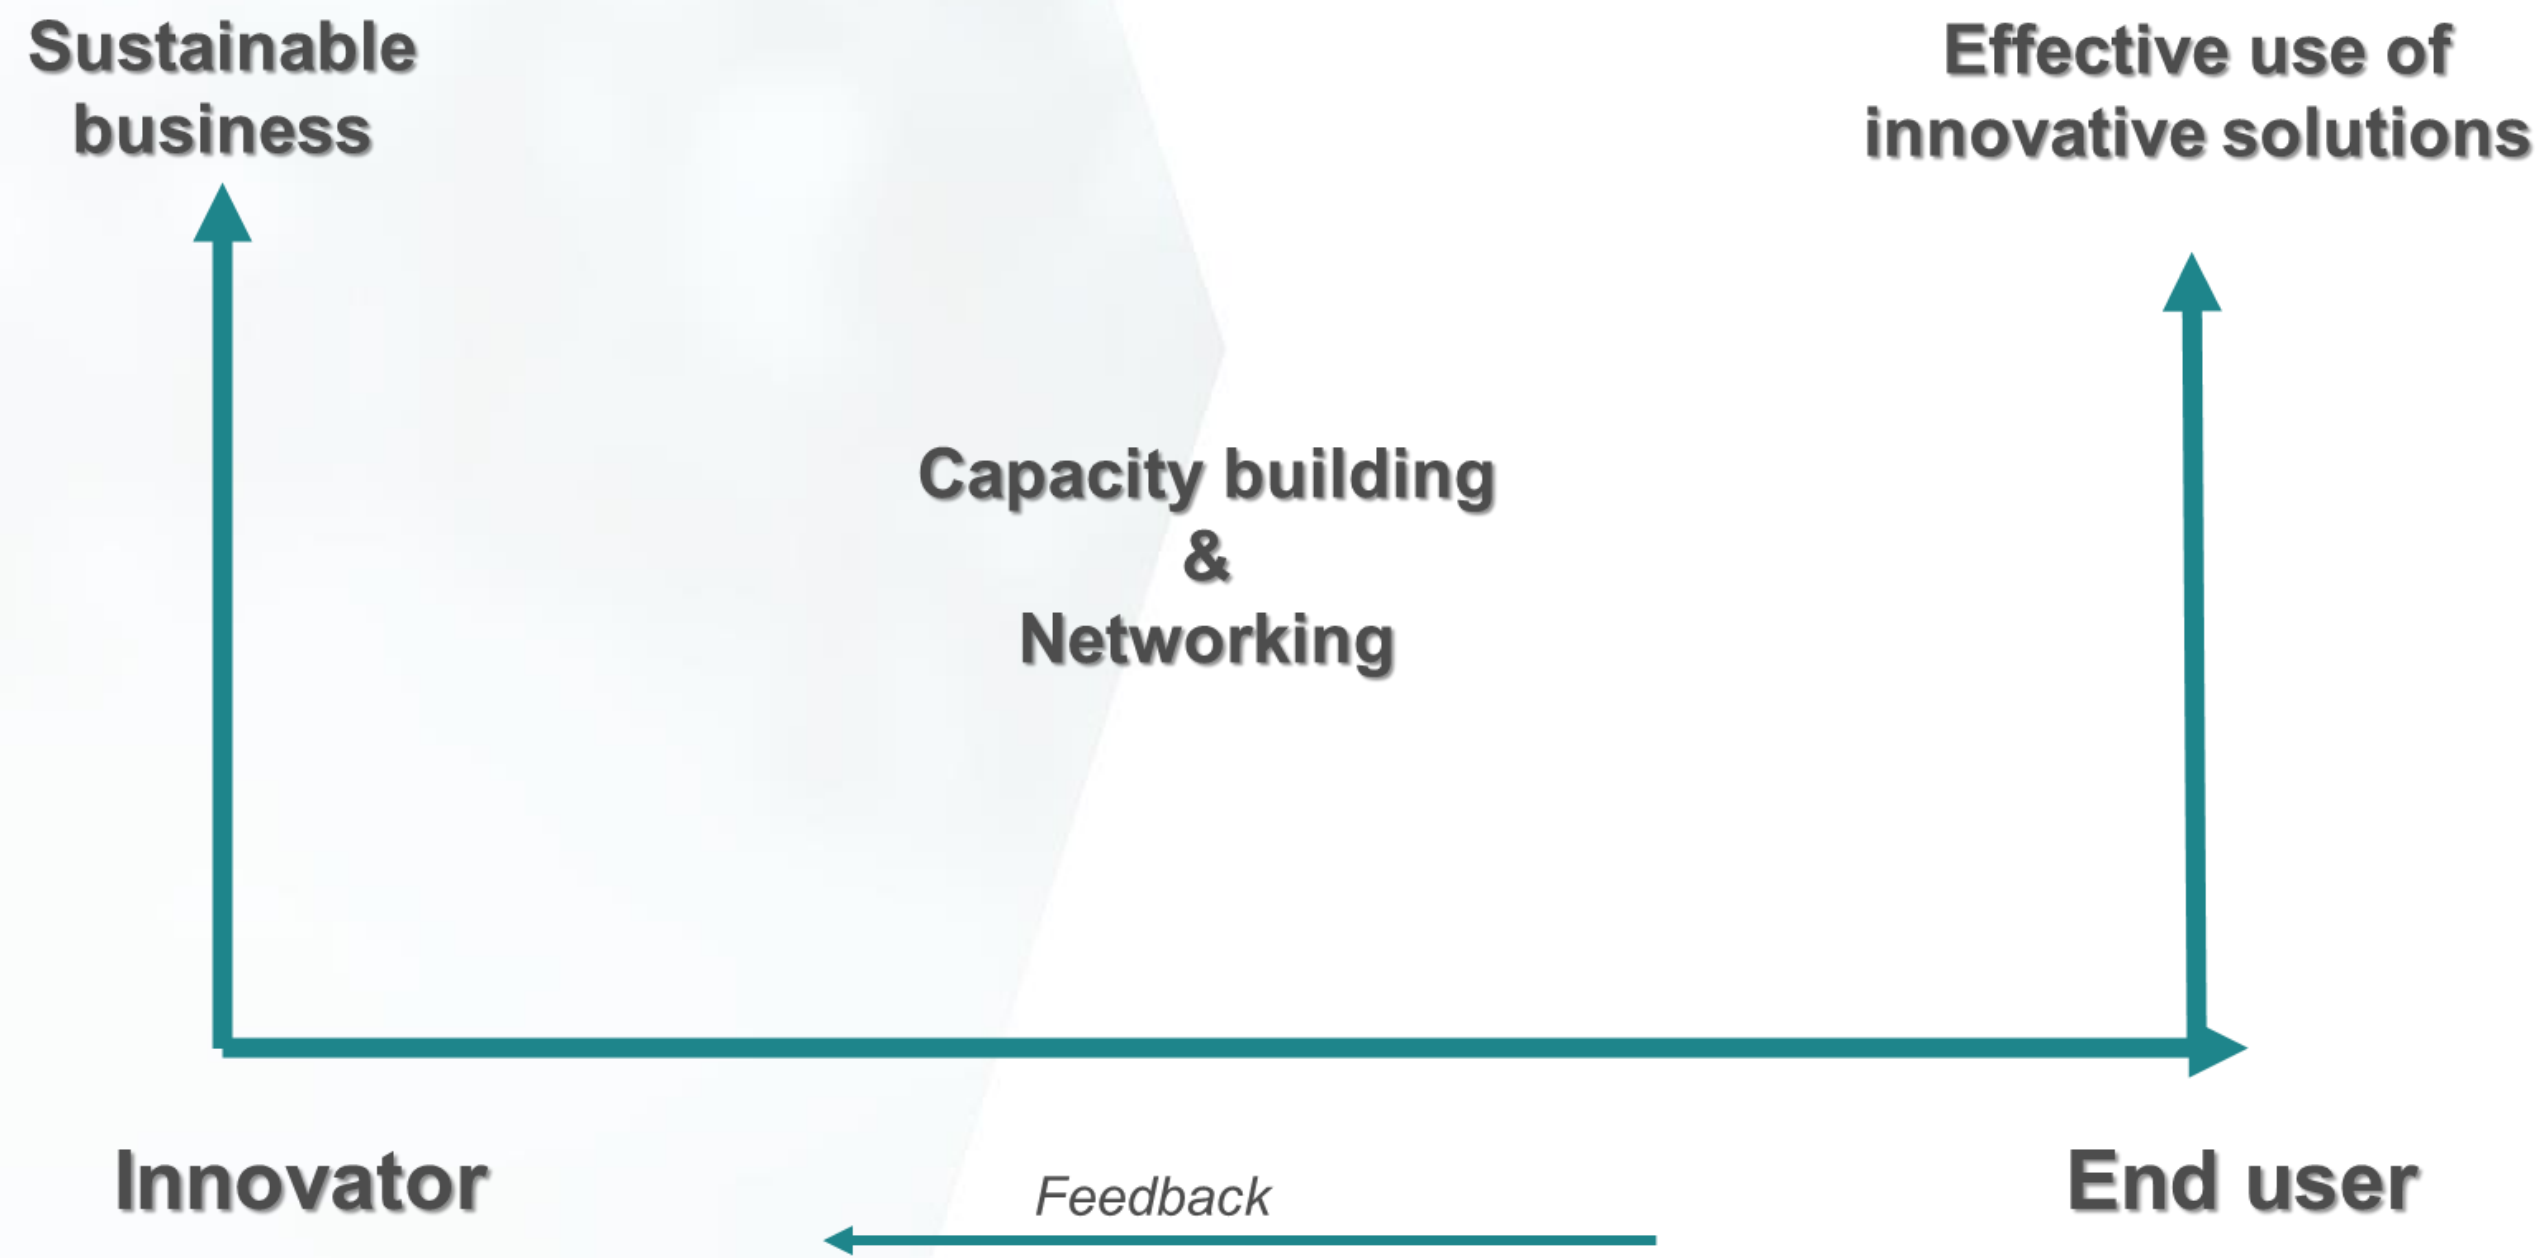 Sustainable
business
Effective use of
innovative solutions
Capacity building
&
Networking
Innovator
Feedback
End user